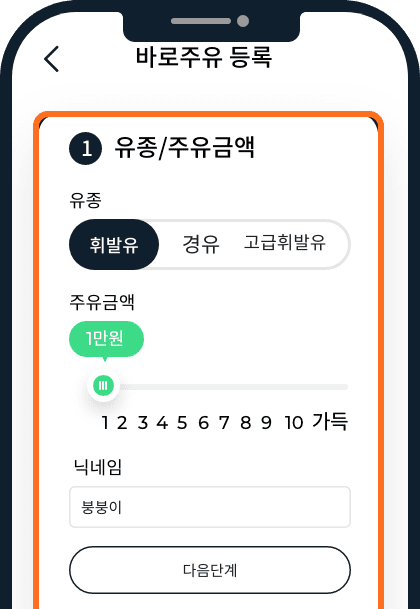 바로주유 등록
1 유종/주유금액
유종
휘발유 경유 고급휘발유
주유금액
1만원
1 2 3 4 5 6 7 8 9 10 가득
닉네임
붕붕이
다음단계